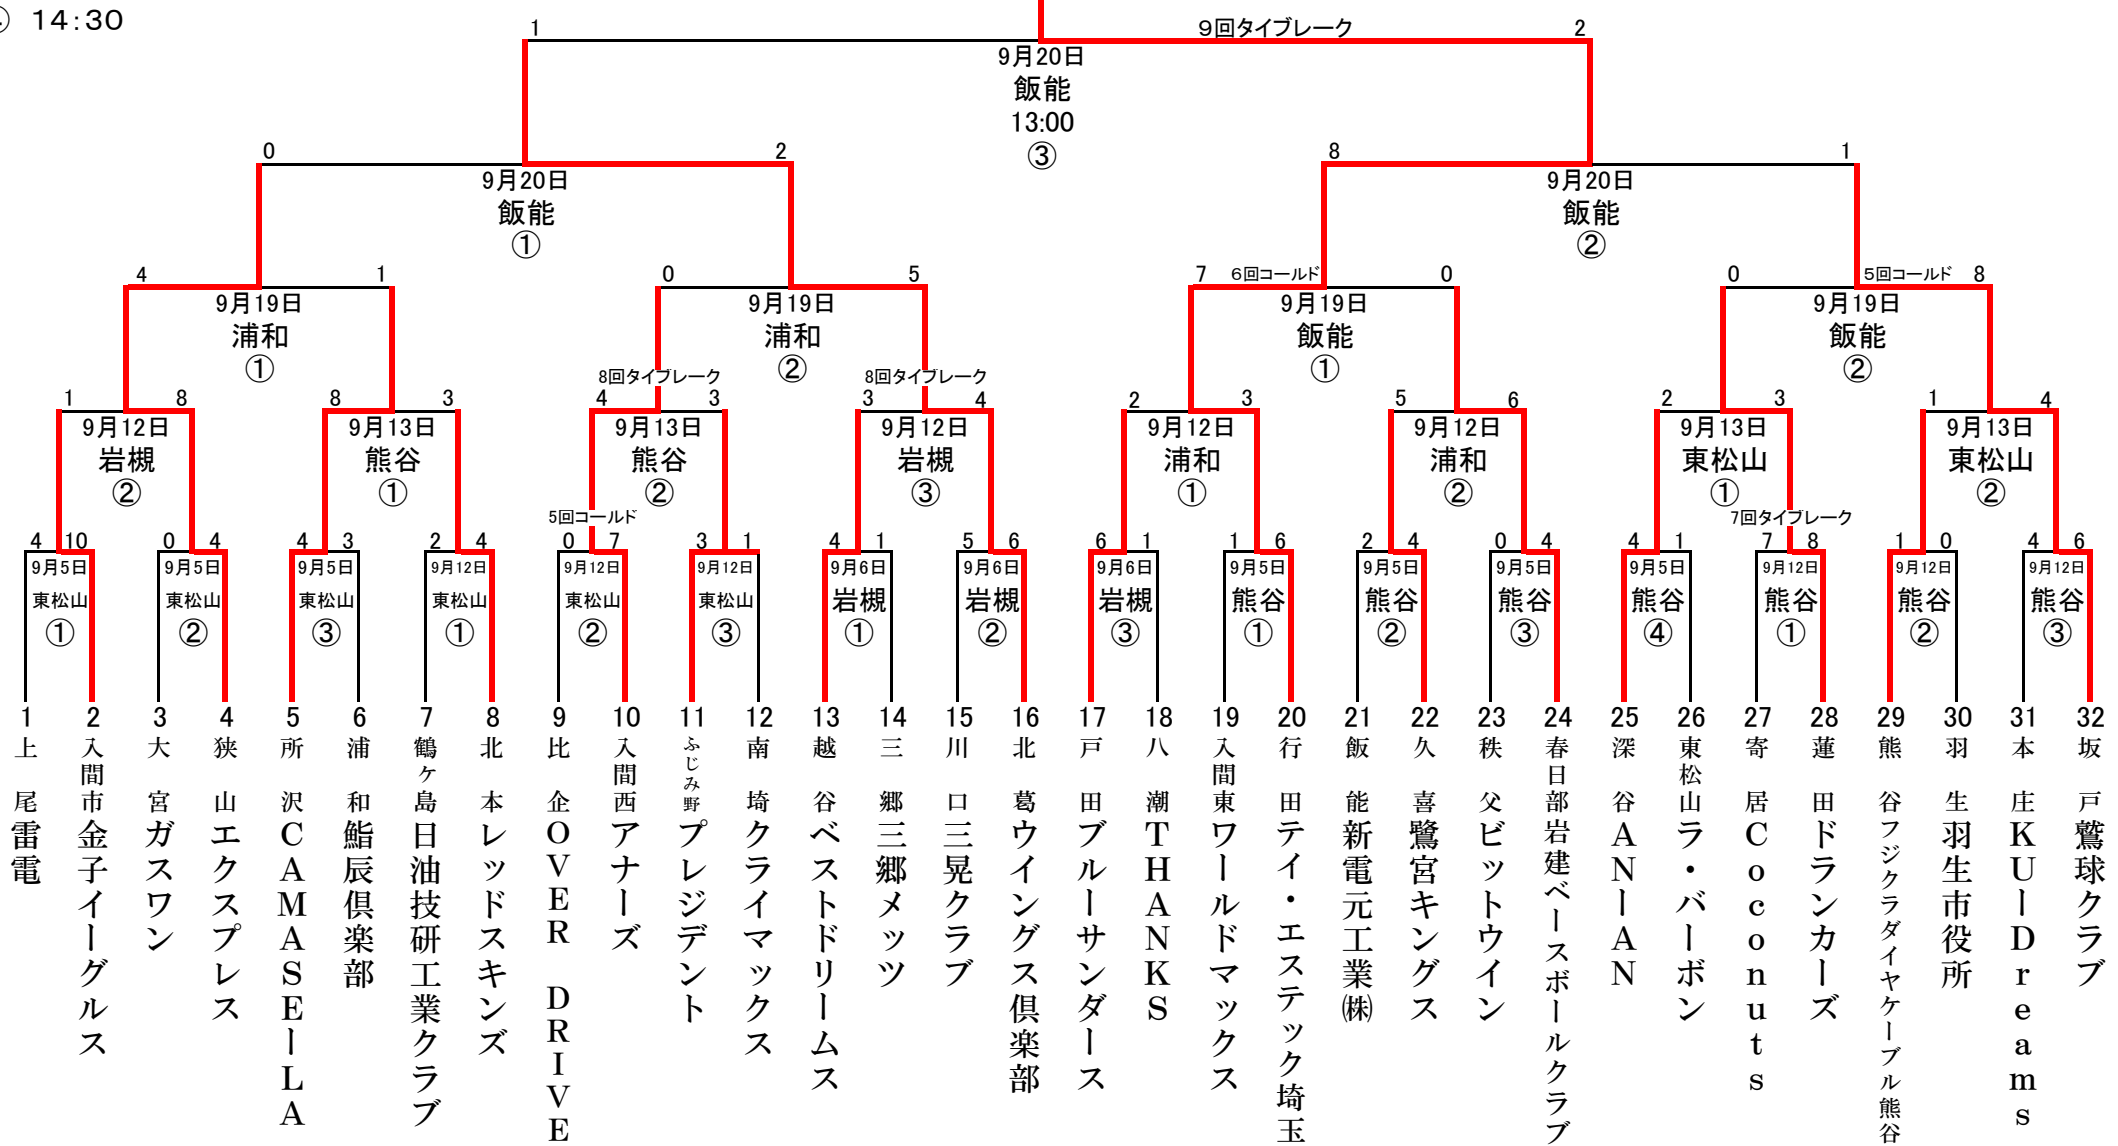 14:30
1 9回タイブレーク 2
9月20日
飯能
13:00
③
0 2 8 1
9月20日 9月20日
飯能 飯能
① ②
4 1 0 5 7 6回コールド 0 0 5回コールド 8
9月19日 9月19日 9月19日 9月19日
浦和 浦和 飯能 飯能
① ② ① ②
8回タイブレーク 8回タイブレーク
1 8 8 3 4 3 3 4 2 3 5 6 2 3 1 4
9月12日 9月13日 9月13日 9月12日 9月12日 9月12日 9月13日 9月13日
岩槻 熊谷 熊谷 岩槻 浦和 浦和 東松山 東松山
② ① ② ③ ① ② ① ②
5回コールド 7回タイブレーク
4 10 0 4 4 3 2 4 0 7 3 1 4 1 5 6 6 1 1 6 2 4 0 4 4 1 7 8 1 0 4 6
9月5日 9月5日 9月5日 9月12日 9月12日 9月12日 9月6日 9月6日 9月6日 9月5日 9月5日 9月5日 9月5日 9月12日 9月12日 9月12日
東松山 東松山 東松山 東松山 東松山 東松山 岩槻 岩槻 岩槻 熊谷 熊谷 熊谷 熊谷 熊谷 熊谷 熊谷
① ② ③ ① ② ③ ① ② ③ ① ② ③ ④ ① ② ③
1 2 3 4 5 6 7 8 9 10 11 12 13 14 15 16 17 18 19 20 21 22 23 24 25 26 27 28 29 30 31 32
上尾雷電
入間市金子イーグルス
大宮ガスワン
狭山エクスプレス
所沢CAMASEーLA
浦和鮨辰倶楽部
鶴ケ島日油技研工業クラブ
北本レッドスキンズ
比企OVER DRIVE
入間西アナーズ
ふじみ野プレジデント
南埼クライマックス
越谷ベストドリームス
三郷三郷メッツ
川口三晃クラブ
北葛ウイングス倶楽部
戸田ブルーサンダース
八潮THANKS
入間東ワールドマックス
行田テイ・エステック埼玉
飯能新電元工業㈱
久喜鷺宮キングス
秩父ビットウイン
春日部岩建ベースボールクラブ
深谷ANーAN
東松山ラ・バーボン
寄居Coconuts
蓮田ドランカーズ
熊谷フジクラダイヤケーブル熊谷
羽生羽生市役所
本庄KUーDreams
坂戸鷲球クラブ